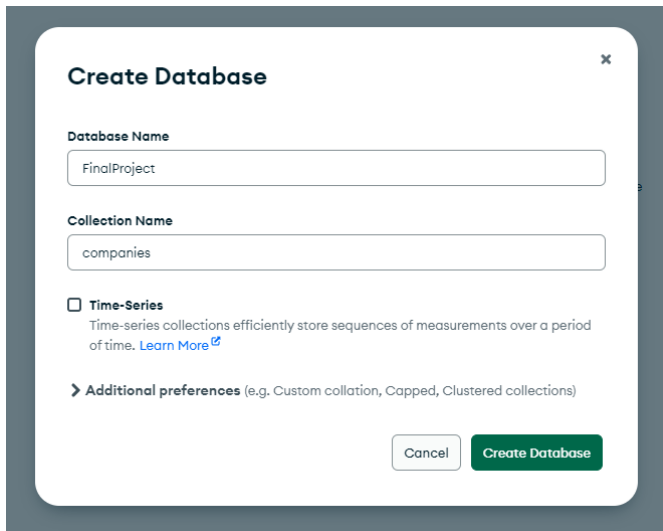 Create Database
Database Name
FinalProject
Collection Name
companies
Time-Series
Time-series collections efficiently store sequences of measurements over a period
of time. Learn More
Additional preferences (e.g. Custom collation, Capped, Clustered collections)
Cancel
Create Database